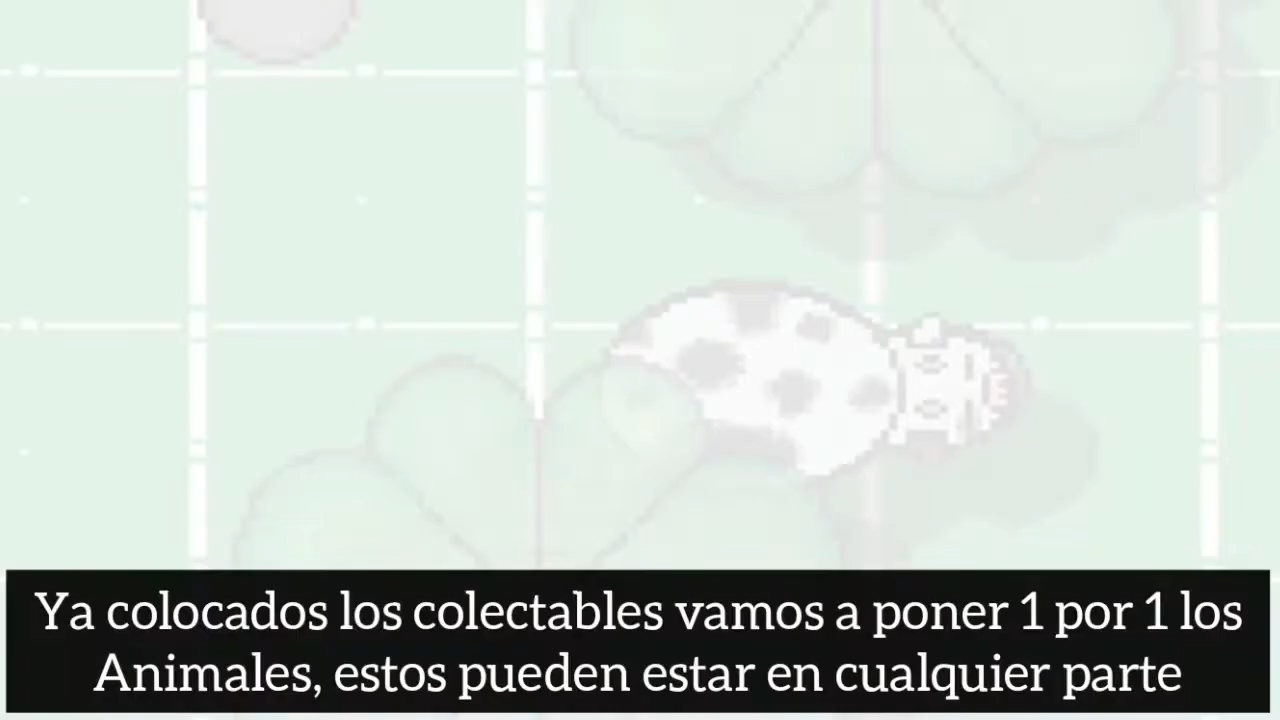 Ya colocados los colectables vamos a poner 1 por 1 los
Animales, estos pueden estar en cualquier parte